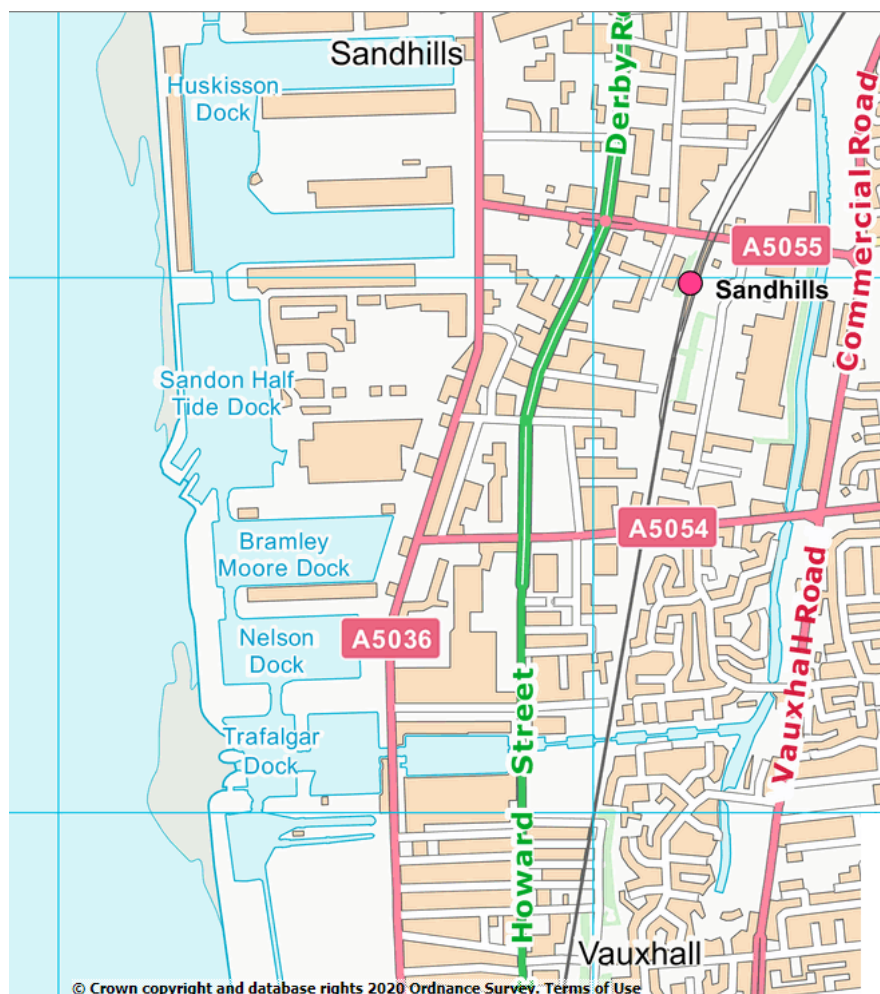 Sandhills
Derby R
Huskisson
Dock
Commercial Road
A5055
Sandhills
Sandon Half
Tide Dock
A5054
Bramley
Moore Dock
Vauxhall Road
A5036
Nelson
Dock
Howard Street
Trafalgar
Dock
Vauxhall
© Crown copyright and database rights 2020 Ordnance Survey. Terms of Use